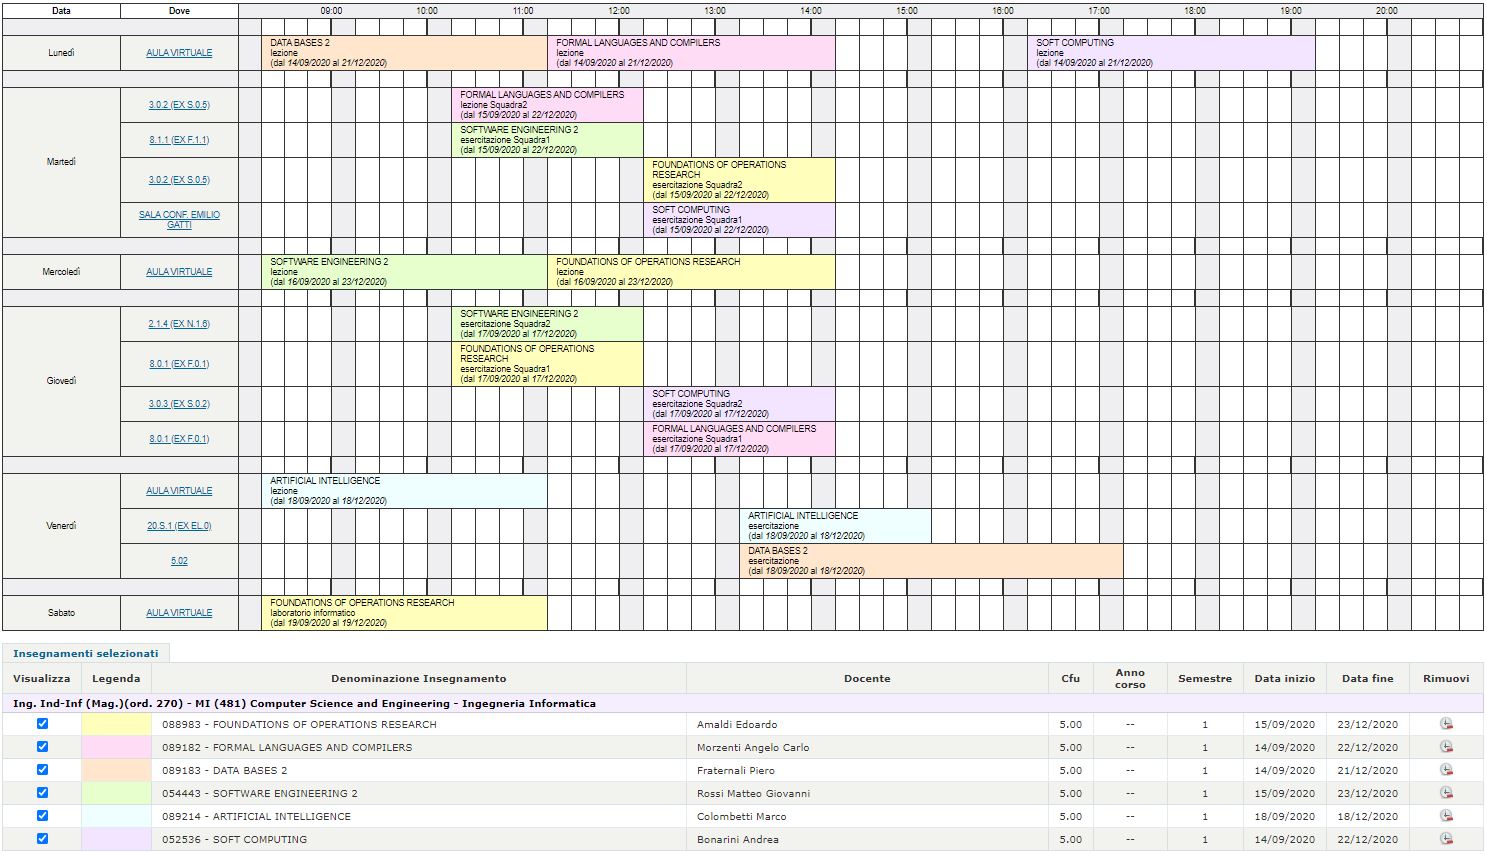 Data Dove 09:00 10:00 11:00 12:00 13:00 14:00 15:00 16:00 17:00 18:00 19:00 20:00
Lunedì
AULA VIRTUALE
DATA BASES 2
lezione
(dal 14/09/2020 al 21/12/2020)
FORMAL LANGUAGES AND COMPILERS
lezione
(dal 14/09/2020 al 21/12/2020)
SOFT COMPUTING
lezione
(dal 14/09/2020 al 21/12/2020)
Martedì
3.0.2 (EX S.0.5)
FORMAL LANGUAGES AND COMPILERS
lezione Squadra2
(dal 15/09/2020 al 22/12/2020)
8.1.1 (EX F.1.1)
SOFTWARE ENGINEERING 2
esercitazione Squadra1
(dal 15/09/2020 al 22/12/2020)
3.0.2 (EX S.0.5)
FOUNDATIONS OF OPERATIONS
RESEARCH
esercitazione Squadra2
(dal 15/09/2020 al 22/12/2020)
SALA CONF. EMILIO
GATTI
SOFT COMPUTING
esercitazione Squadra1
(dal 15/09/2020 al 22/12/2020)
Mercoledì
AULA VIRTUALE
SOFTWARE ENGINEERING 2
lezione
(dal 16/09/2020 al 23/12/2020)
FOUNDATIONS OF OPERATIONS RESEARCH
lezione
(dal 16/09/2020 al 23/12/2020)
Giovedì
2.1.4 (EX N.1.6)
SOFTWARE ENGINEERING 2
esercitazione Squadra2
(dal 17/09/2020 al 17/12/2020)
8.0.1 (EX F.0.1)
FOUNDATIONS OF OPERATIONS
RESEARCH
esercitazione Squadra1
(dal 17/09/2020 al 17/12/2020)
3.0.3 (EX S.0.2)
SOFT COMPUTING
esercitazione Squadra2
(dal 17/09/2020 al 17/12/2020)
8.0.1 (EX F.0.1)
FORMAL LANGUAGES AND COMPILERS
esercitazione Squadra1
(dal 17/09/2020 al 17/12/2020)
Venerdì
AULA VIRTUALE
ARTIFICIAL INTELLIGENCE
lezione
(dal 18/09/2020 al 18/12/2020)
20.S.1 (EX EL.0)
ARTIFICIAL INTELLIGENCE
esercitazione
(dal 18/09/2020 al 18/12/2020)
5.02
DATA BASES 2
esercitazione
(dal 18/09/2020 al 18/12/2020)
Sabato
AULA VIRTUALE
FOUNDATIONS OF OPERATIONS RESEARCH
laboratorio informatico
(dal 19/09/2020 al 19/12/2020)
Insegnamenti selezionati
Visualizza Legenda Denominazione Insegnamento Docente Cfu Anno corso Semestre Data inizio Data fine Rimuovi
Ing. Ind-Inf (Mag.)(ord. 270) - MI (481) Computer Science and Engineering - Ingegneria Informatica
088983 - FOUNDATIONS OF OPERATIONS RESEARCH Amaldi Edoardo 5.00 -- 1 15/09/2020 23/12/2020
089182 - FORMAL LANGUAGES AND COMPILERS Morzenti Angelo Carlo 5.00 -- 1 14/09/2020 22/12/2020
089183 - DATA BASES 2 Fraternali Piero 5.00 -- 1 14/09/2020 21/12/2020
054443 - SOFTWARE ENGINEERING 2 Rossi Matteo Giovanni 5.00 -- 1 15/09/2020 23/12/2020
089214 - ARTIFICIAL INTELLIGENCE Colombetti Marco 5.00 -- 1 18/09/2020 18/12/2020
052536 - SOFT COMPUTING Bonarini Andrea 5.00 -- 1 14/09/2020 22/12/2020